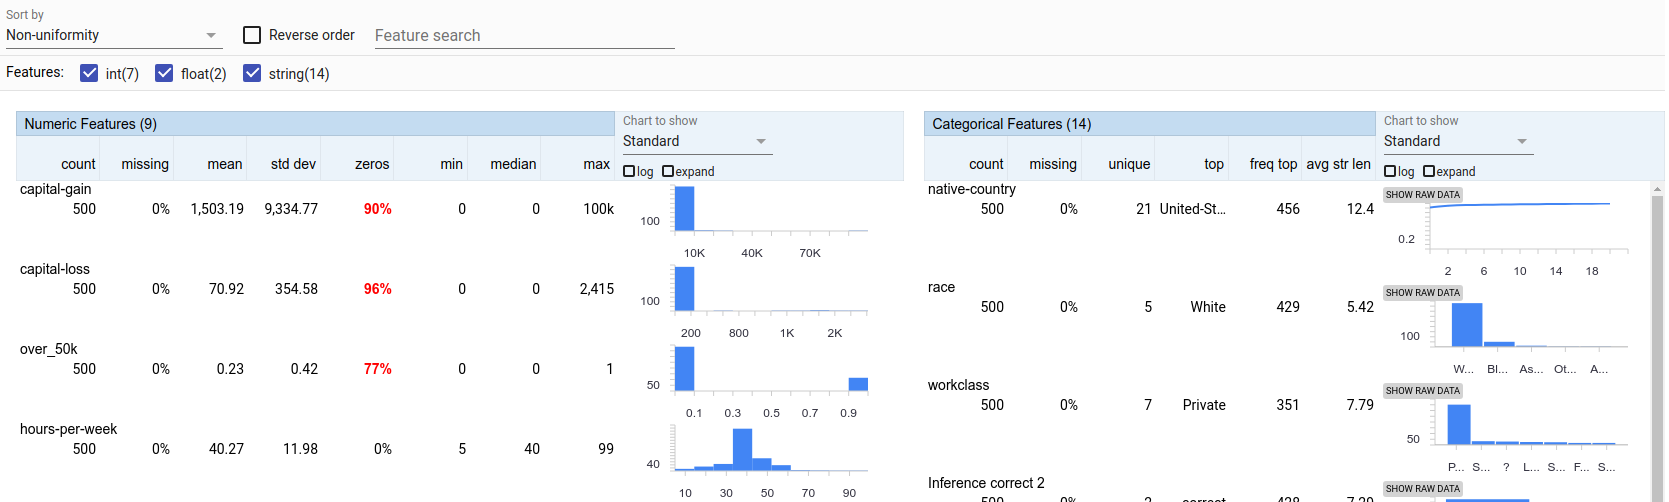 Sort by
Non-uniformity Reverse order Feature search
Features: int(7) float(2) string(14)
Numeric Features (9) Chart to show
Standard
count missing mean std dev zeros min median max
log expand
capital-gain
500 0% 1,503.19 9,334.77 90% 0 0 100k
100
10K 40K 70K
capital-loss
500 0% 70.92 354.58 96% 0 0 2,415
100
200 800 1K 2K
over_50k
500 0% 0.23 0.42 77% 0 0 1
50
0.1 0.3 0.5 0.7 0.9
hours-per-week
500 0% 40.27 11.98 0% 5 40 99
40
10 30 50 70 90
Categorical Features (14) Chart to show
Standard
count missing unique top freq top avg str len
log expand
native-country
SHOW RAW DATA
500 0% 21 United-St... 456 12.4
0.2
2 6 10 14 18
race
SHOW RAW DATA
500 0% 5 White 429 5.42
100
W... Bl... As... Ot... A...
workclass
SHOW RAW DATA
500 0% 7 Private 351 7.79
50
P... S... ? L... S... F... S...
Inference correct 2
SHOW RAW DATA